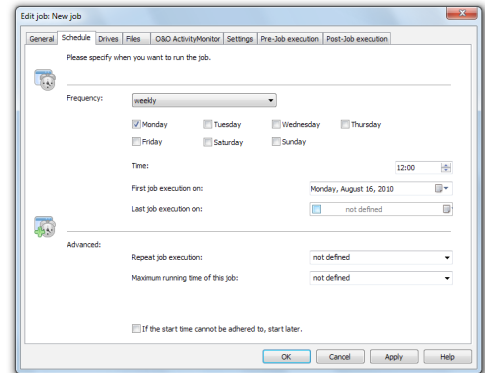 Edit job: New job
General Schedule Drives Files O&O ActivityMonitor Settings Pre-Job execution Post-Job execution
Please specify when you want to run the job.
Frequency: weekly
Monday Tuesday Wednesday Thursday
Friday Saturday Sunday
Time: 12:00
First job execution on: Monday, August 16, 2010
Last job execution on: not defined
Advanced:
Repeat job execution: not defined
Maximum running time of this job: not defined
If the start time cannot be adhered to, start later.
OK Cancel Apply Help